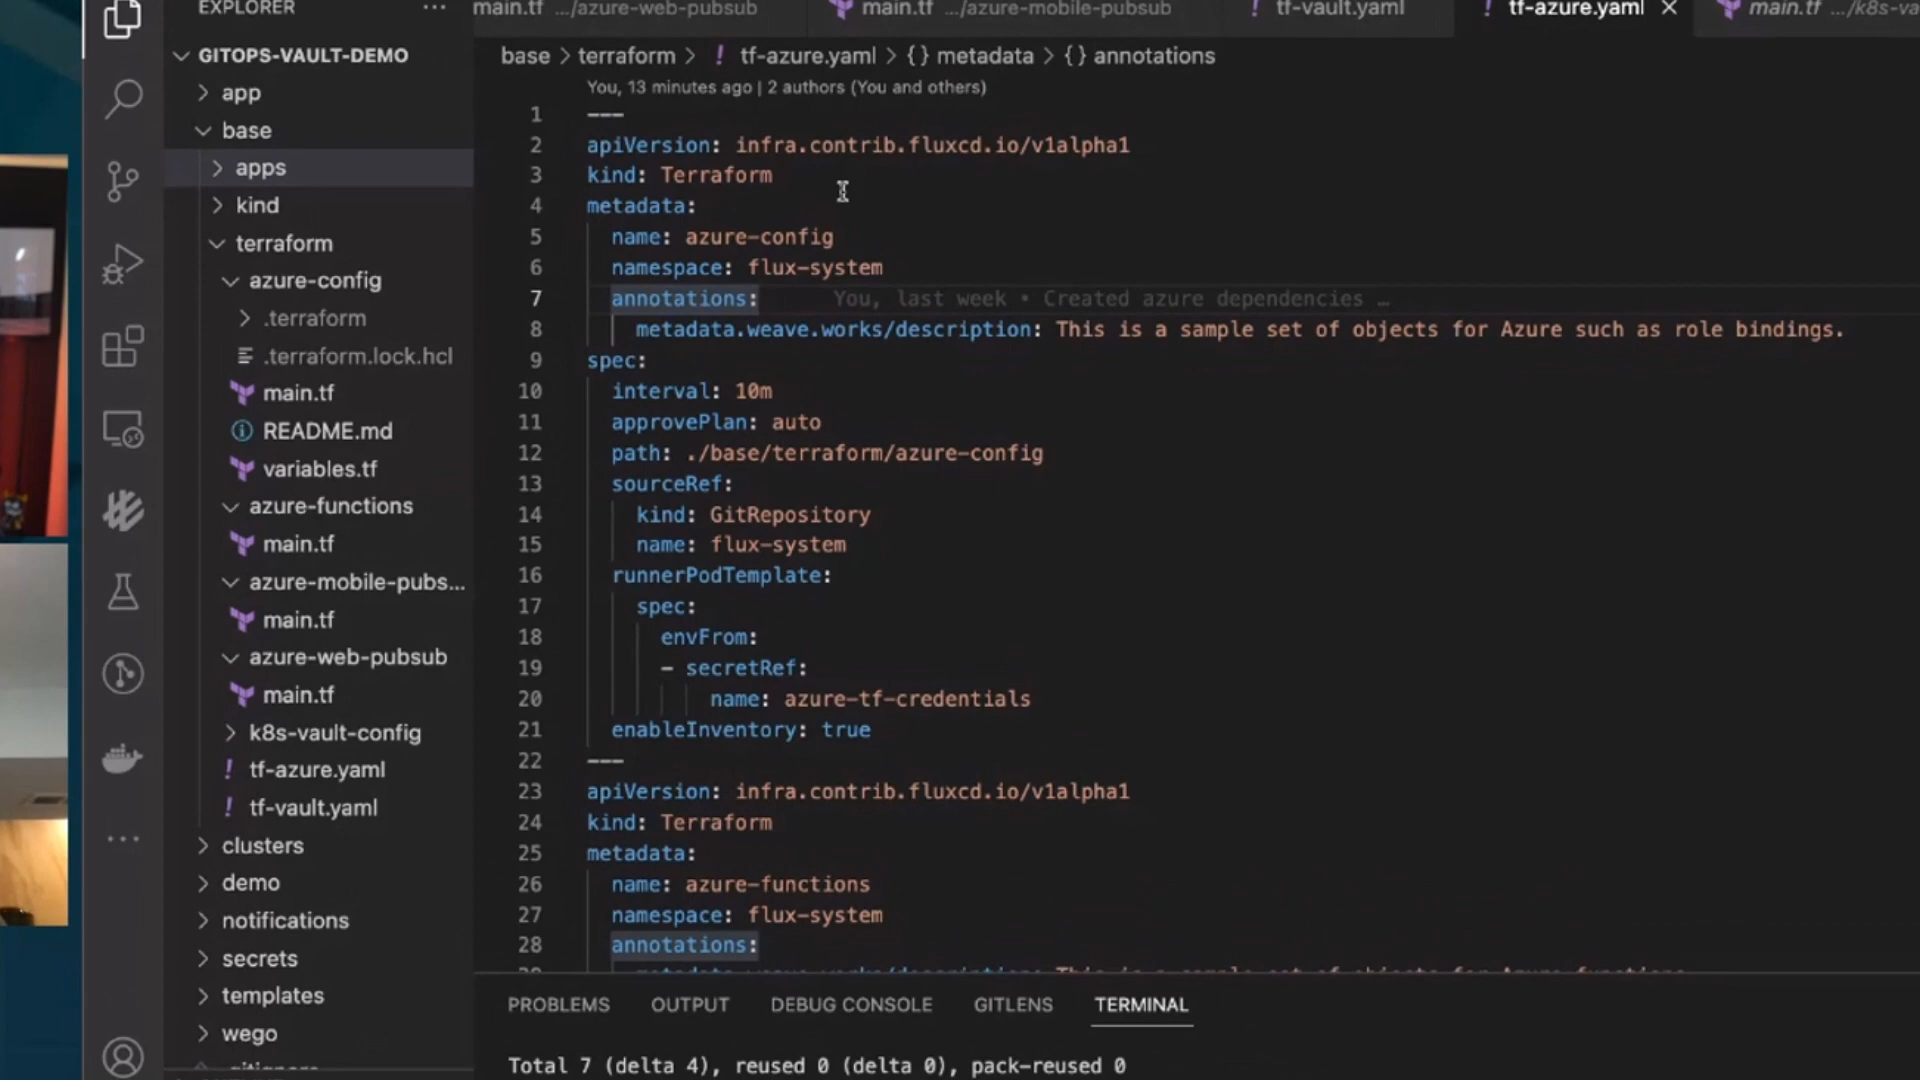 EXPLORER
GITOPS-VAULT-DEMO
app
base
apps
kind
terraform
azure-config
.terraform
.terraform.lock.hcl
main.tf
README.md
variables.tf
azure-functions
main.tf
azure-mobile-pubs...
main.tf
azure-web-pubsub
main.tf
k8s-vault-config
tf-azure.yaml
tf-vault.yaml
clusters
demo
notifications
secrets
templates
wego
main.tf .../azure-web-pubsub
main.tf .../azure-mobile-pubsub
! tf-vault.yaml
! tf-azure.yaml ×
main.tf .../k8s-va
base > terraform > ! tf-azure.yaml > {} metadata > {} annotations
You, 13 minutes ago | 2 authors (You and others)
1 ---
2 apiVersion: infra.contrib.fluxcd.io/v1alpha1
3 kind: Terraform
4 metadata:
5 name: azure-config
6 namespace: flux-system
7 annotations: You, last week • Created azure dependencies …
8 metadata.weave.works/description: This is a sample set of objects for Azure such as role bindings.
9 spec:
10 interval: 10m
11 approvePlan: auto
12 path: ./base/terraform/azure-config
13 sourceRef:
14 kind: GitRepository
15 name: flux-system
16 runnerPodTemplate:
17 spec:
18 envFrom:
19 - secretRef:
20 name: azure-tf-credentials
21 enableInventory: true
22 ---
23 apiVersion: infra.contrib.fluxcd.io/v1alpha1
24 kind: Terraform
25 metadata:
26 name: azure-functions
27 namespace: flux-system
28 annotations:
PROBLEMS OUTPUT DEBUG CONSOLE GITLENS TERMINAL
Total 7 (delta 4), reused 0 (delta 0), pack-reused 0